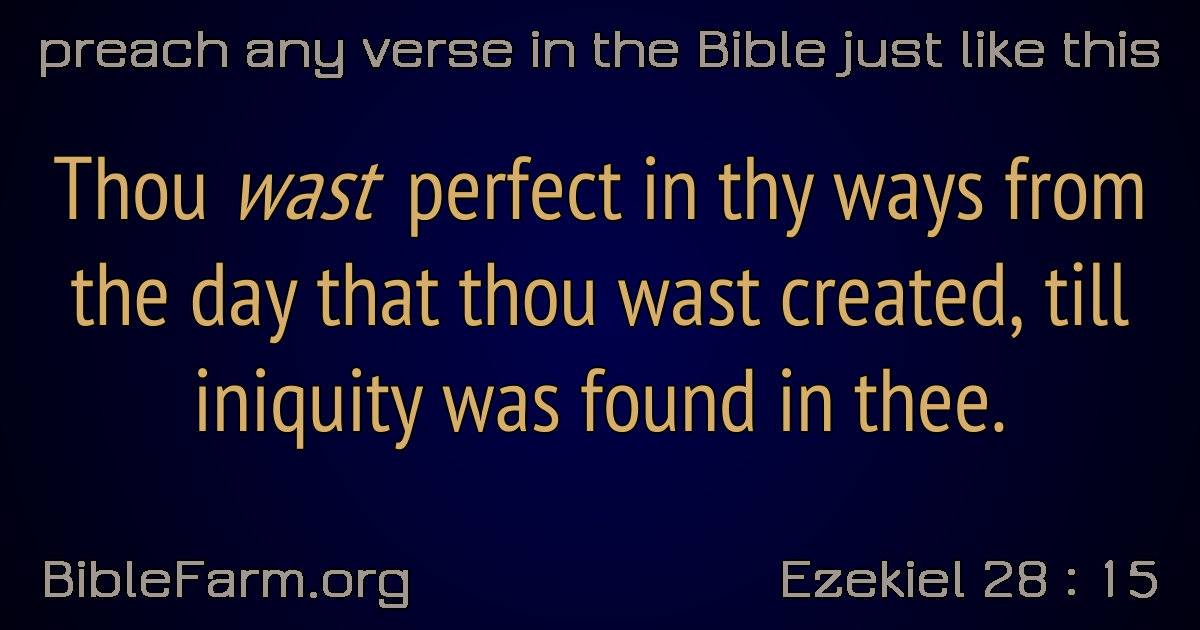 preach any verse in the Bible just like this
Thou wast perfect in thy ways from
the day that thou wast created, till
iniquity was found in thee.
BibleFarm.org
Ezekiel 28 : 15